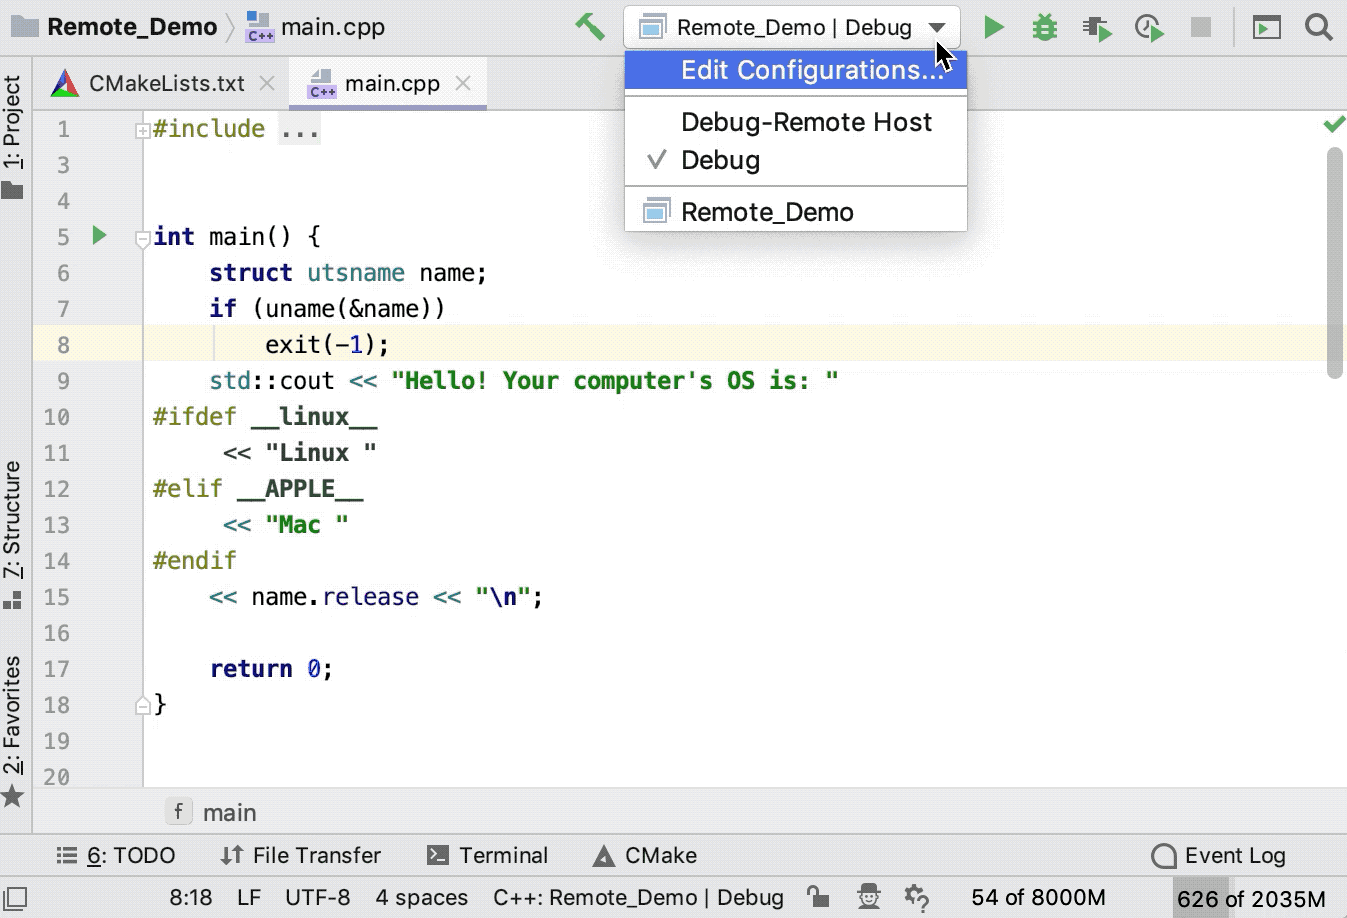 Remote_Demo main.cpp Remote_Demo | Debug
Edit Configurations...
Debug-Remote Host
Debug
Remote_Demo
CMakeLists.txt main.cpp
1: Project
7: Structure
2: Favorites
1 #include ...
3
4
5 int main() {
6 struct utsname name;
7 if (uname(&name))
8 exit(-1);
9 std::cout << "Hello! Your computer's OS is: "
10 #ifdef __linux__
11 << "Linux "
12 #elif __APPLE__
13 << "Mac "
14 #endif
15 << name.release << "\n";
16
17 return 0;
18 }
19
20
f main
6: TODO File Transfer Terminal CMake Event Log
8:18 LF UTF-8 4 spaces C++: Remote_Demo | Debug 54 of 8000M 626 of 2035M